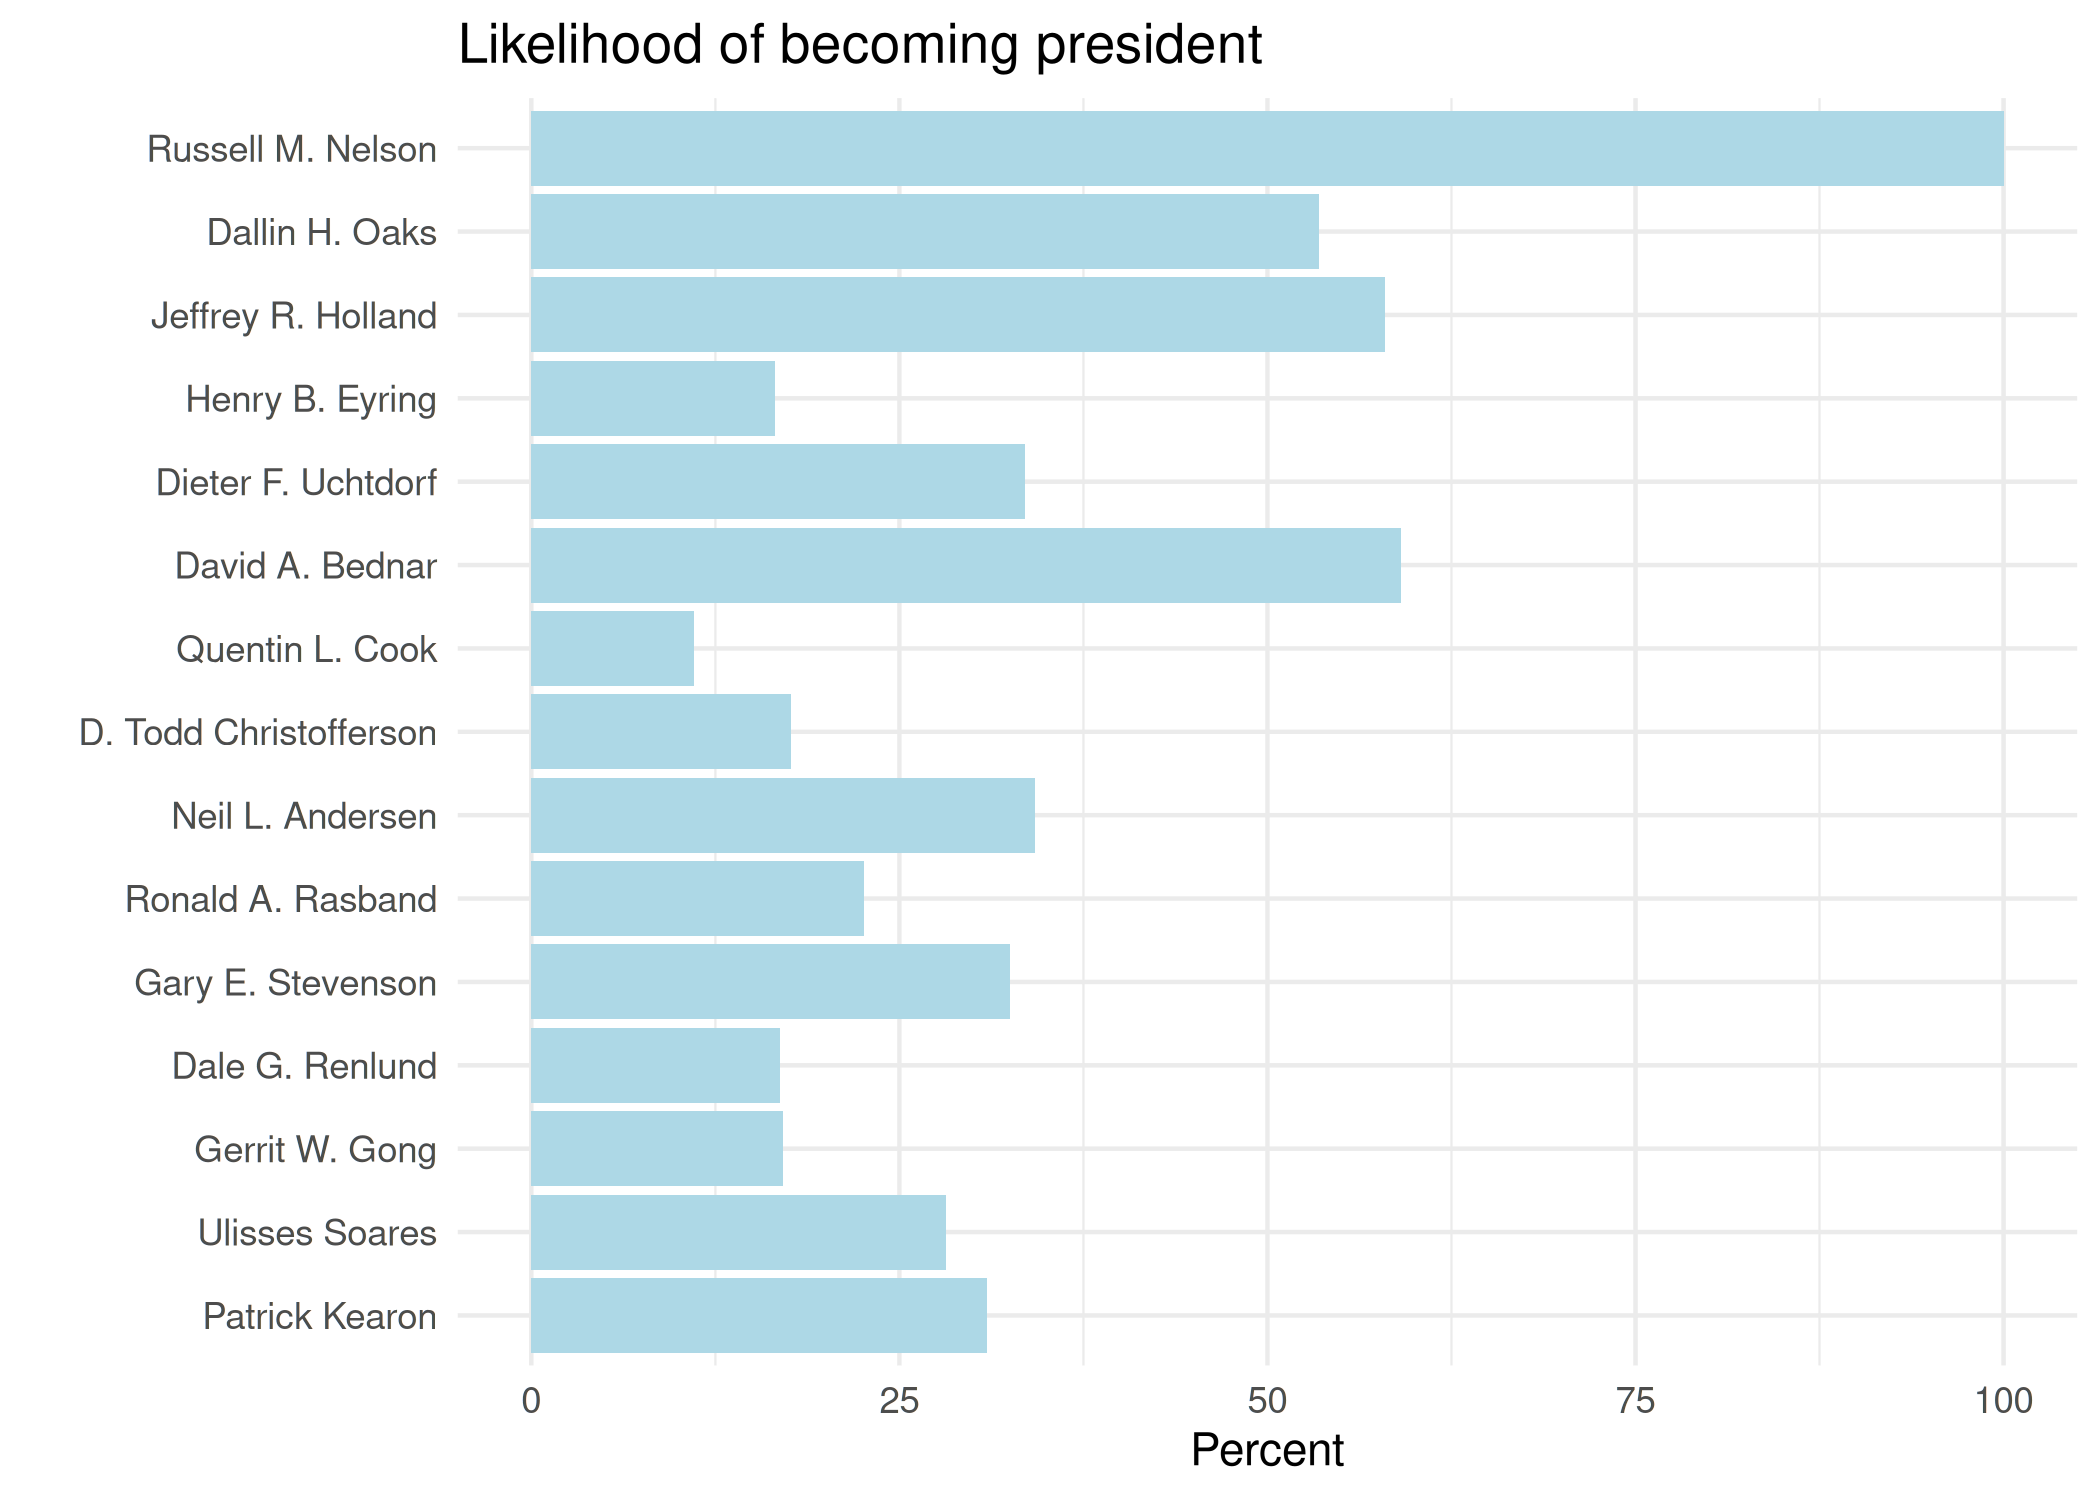 Likelihood of becoming president
Russell M. Nelson
Dallin H. Oaks
Jeffrey R. Holland
Henry B. Eyring
Dieter F. Uchtdorf
David A. Bednar
Quentin L. Cook
D. Todd Christofferson
Neil L. Andersen
Ronald A. Rasband
Gary E. Stevenson
Dale G. Renlund
Gerrit W. Gong
Ulisses Soares
Patrick Kearon
0 25 50 75 100
Percent